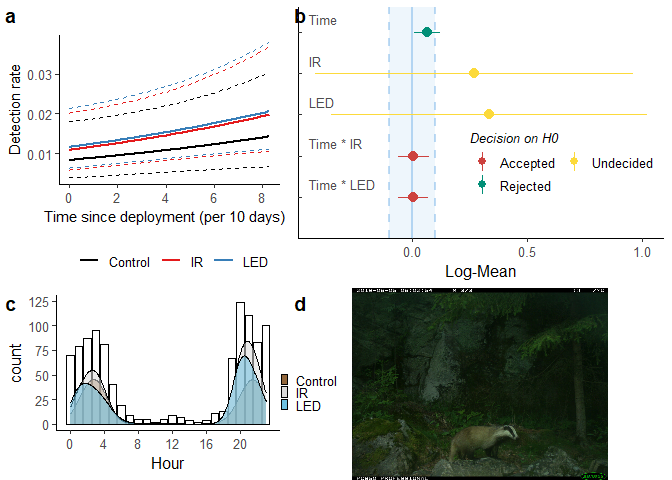 a
Detection rate
0.03
0.02
0.01
0
2
4
6
8
Time since deployment (per 10 days)
Control
IR
LED
b
Time
IR
LED
Time * IR
Time * LED
Decision on H0
Accepted
Undecided
Rejected
0.0
0.5
1.0
Log-Mean
c
count
125
100
75
50
25
0
0
4
8
12
16
20
Hour
Control
IR
LED
d
PROFESSIONAL